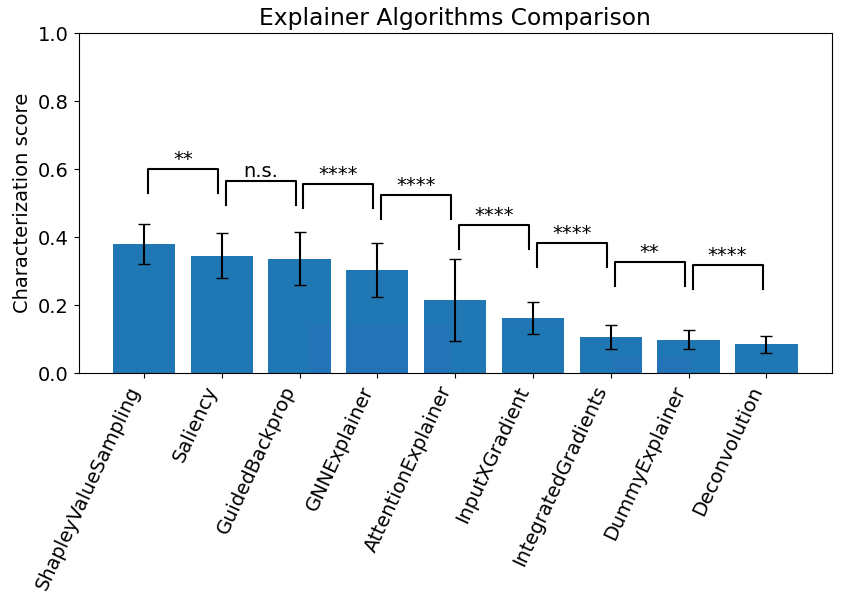 Explainer Algorithms Comparison
Characterization score
1.0
0.8
0.6
0.4
0.2
0.0
**
n.s.
****
****
****
****
**
****
ShapleyValueSampling
Saliency
GuidedBackprop
GNNExplainer
AttentionExplainer
InputXGradient
IntegratedGradients
DummyExplainer
Deconvolution